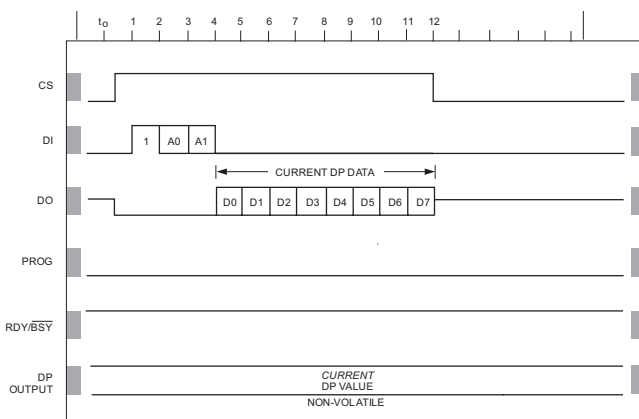 to 1 2 3 4 5 6 7 8 9 10 11 12
CS
DI 1 A0 A1
CURRENT DP DATA
DO D0 D1 D2 D3 D4 D5 D6 D7
PROG
RDY/BSY
DP
OUTPUT
CURRENT
DP VALUE
NON-VOLATILE